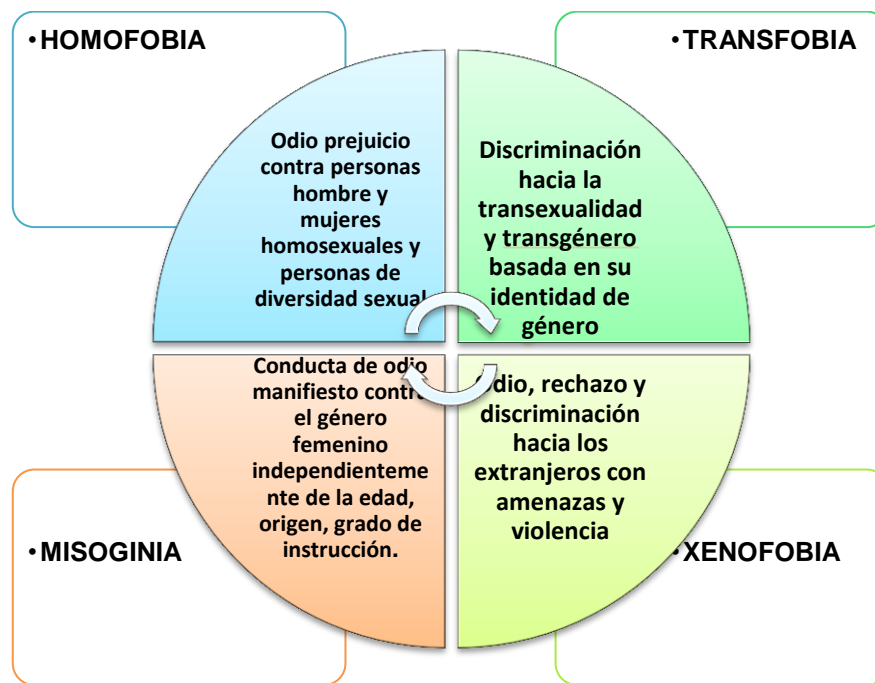 •HOMOFOBIA
Odio prejuicio
contra personas
hombre y
mujeres
homosexuales y
personas de
diversidad sexual
•TRANSFOBIA
Discriminación
hacia la
transexualidad
y transgénero
basada en su
identidad de
género
Conducta de odio
manifiesto contra
el género
femenino
independienteme
nte de la edad,
origen, grado de
instrucción.
•MISOGINIA
Odio, rechazo y
discriminación
hacia los
extranjeros con
amenazas y
violencia
•XENOFOBIA